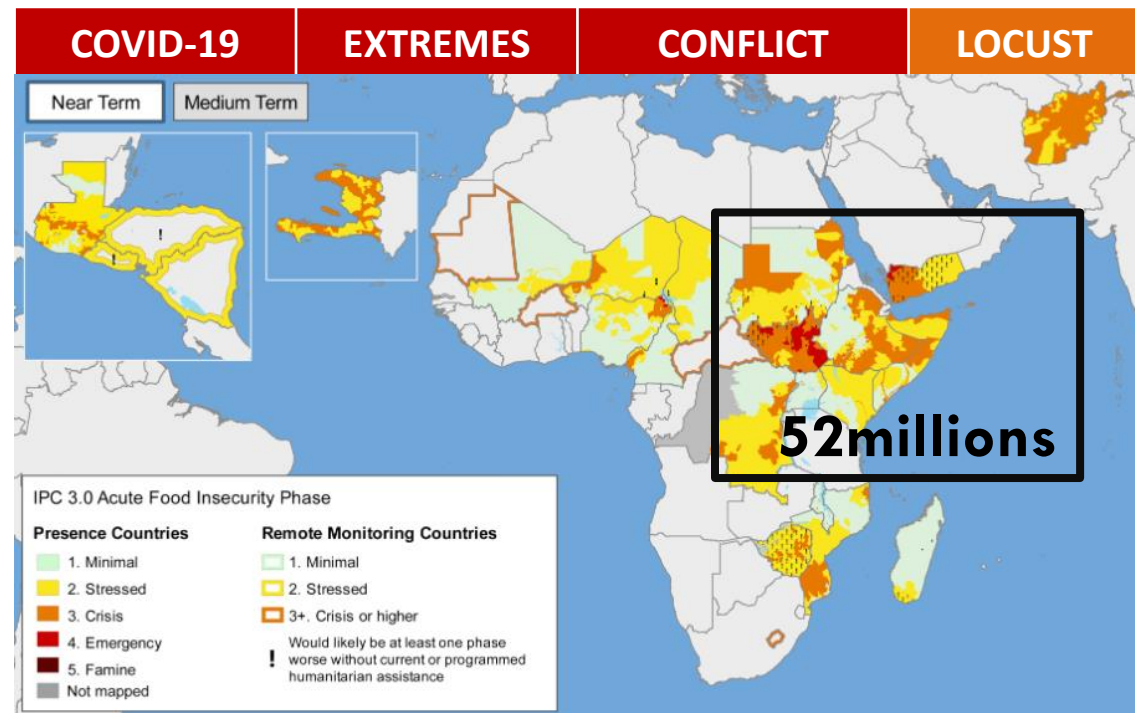 COVID-19 EXTREMES CONFLICT LOCUST
Near Term Medium Term
!
!
52millions
IPC 3.0 Acute Food Insecurity Phase
Presence Countries
1. Minimal
2. Stressed
3. Crisis
4. Emergency
5. Famine
Not mapped
Remote Monitoring Countries
1. Minimal
2. Stressed
3+. Crisis or higher
! Would likely be at least one phase
worse without current or programmed
humanitarian assistance